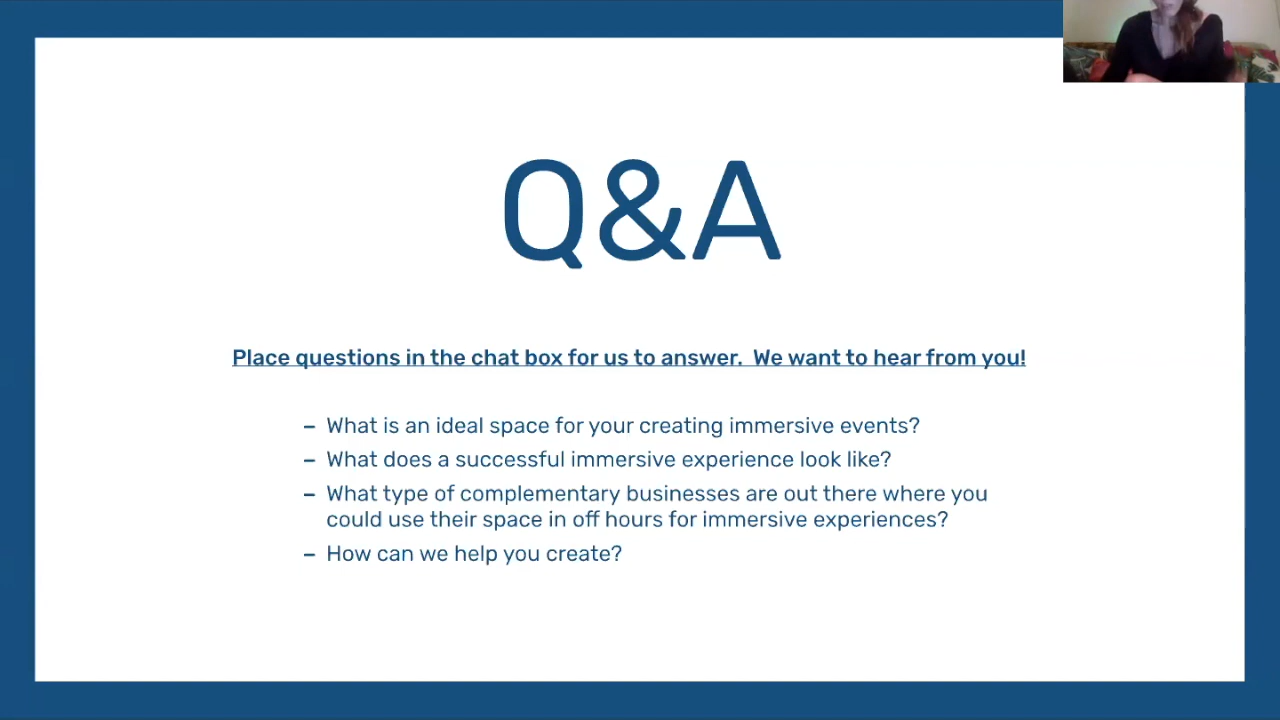 Q&A
Place questions in the chat box for us to answer.  We want to hear from you!
– What is an ideal space for your creating immersive events?
– What does a successful immersive experience look like?
– What type of complementary businesses are out there where you
could use their space in off hours for immersive experiences?
– How can we help you create?